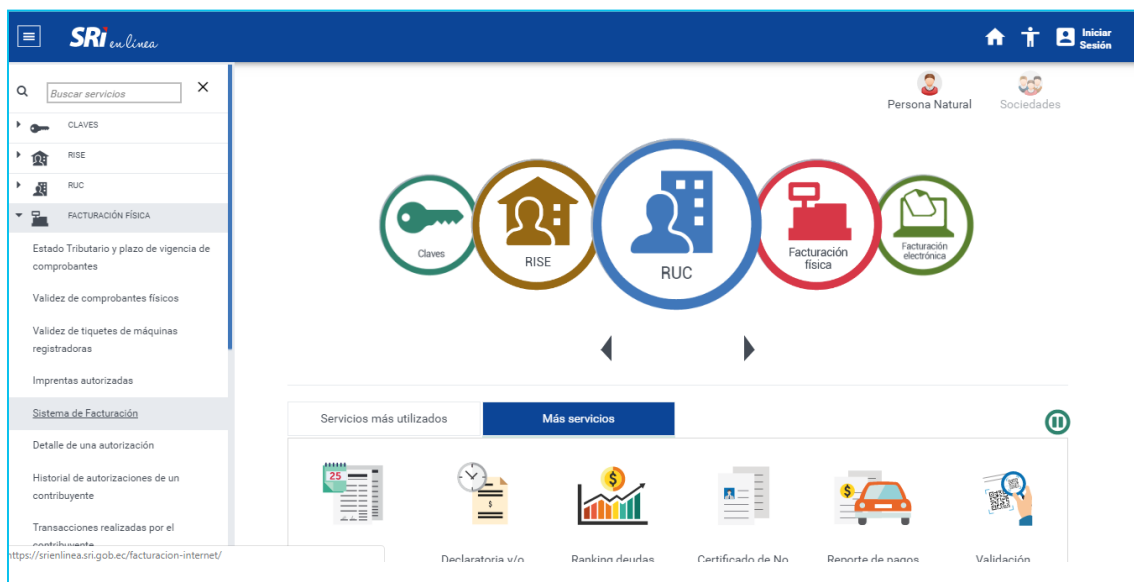 SRi en línea
Iniciar
Sesión
Buscar servicios
CLAVES
RISE
RUC
FACTURACIÓN FÍSICA
Estado Tributario y plazo de vigencia de
comprobantes
Validez de comprobantes físicos
Validez de tiquetes de máquinas
registradoras
Imprentas autorizadas
Sistema de Facturación
Detalle de una autorización
Historial de autorizaciones de un
contribuyente
Transacciones realizadas por el
contribuyente
https://srienlinea.sri.gob.ec/facturacion-internet/
Persona Natural
Sociedades
Claves
RISE
RUC
Facturación
física
Facturación
electrónica
Servicios más utilizados
Más servicios
25
$
$
$
Declaratoria y/o
Ranking deudas
Certificado de No
Reporte de pagos
Validación